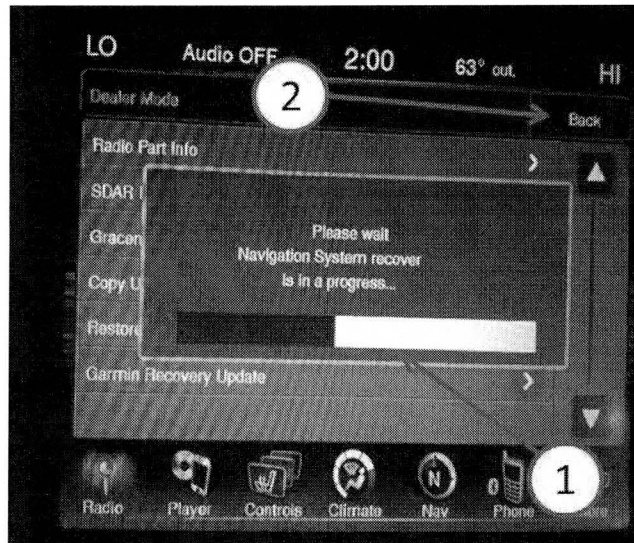 LO Audio OFF 2:00 63° out. HI
2
Dealer Mode Back
Radio Part Info
SDAR
Gracen
Please wait
Navigation System recover
is in a progress...
Copy U
Restore
Garmin Recovery Update
1
Radio Player Controls Climate N Nav Phone